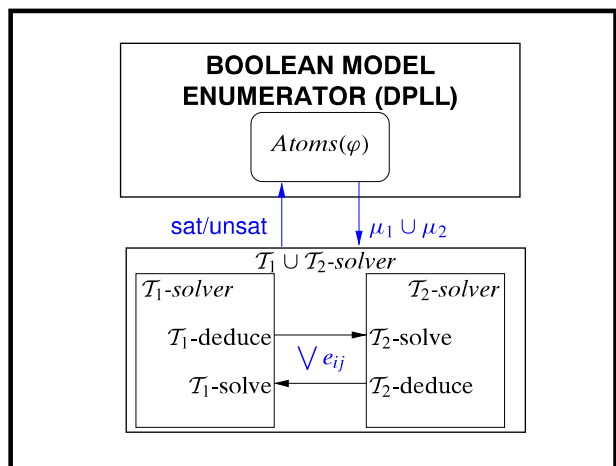 BOOLEAN MODEL
ENUMERATOR (DPLL)
Atoms(φ)
sat/unsat
μ₁ ∪ μ₂
𝒯₁ ∪ 𝒯₂-solver
𝒯₁-solver
𝒯₂-solver
𝒯₁-deduce
𝒯₂-solve
⋁ eᵢⱼ
𝒯₁-solve
𝒯₂-deduce